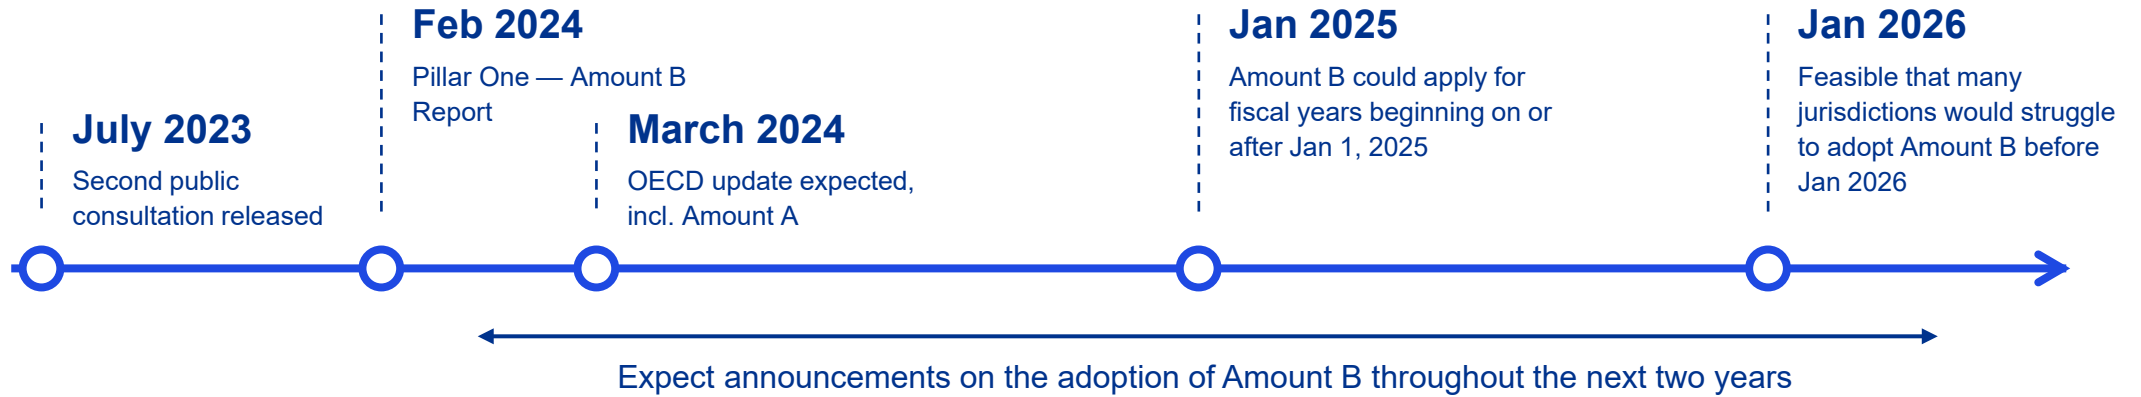 July 2023
Second public
consultation released
Feb 2024
Pillar One — Amount B
Report
March 2024
OECD update expected,
incl. Amount A
Jan 2025
Amount B could apply for
fiscal years beginning on or
after Jan 1, 2025
Jan 2026
Feasible that many
jurisdictions would struggle
to adopt Amount B before
Jan 2026
Expect announcements on the adoption of Amount B throughout the next two years